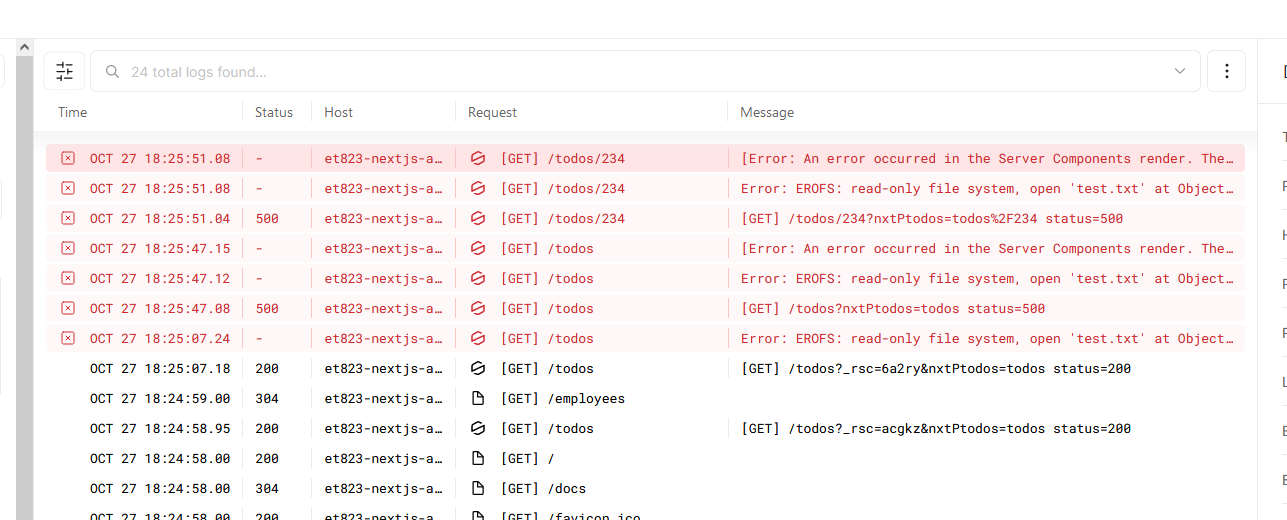 24 total logs found...
Time Status Host Request Message
OCT 27 18:25:51.08 - et823-nextjs-a… [GET] /todos/234 [Error: An error occurred in the Server Components render. The…
OCT 27 18:25:51.08 - et823-nextjs-a… [GET] /todos/234 Error: EROFS: read-only file system, open 'test.txt' at Object…
OCT 27 18:25:51.04 500 et823-nextjs-a… [GET] /todos/234 [GET] /todos/234?nxtPtodos=todos%2F234 status=500
OCT 27 18:25:47.15 - et823-nextjs-a… [GET] /todos [Error: An error occurred in the Server Components render. The…
OCT 27 18:25:47.12 - et823-nextjs-a… [GET] /todos Error: EROFS: read-only file system, open 'test.txt' at Object…
OCT 27 18:25:47.08 500 et823-nextjs-a… [GET] /todos [GET] /todos?nxtPtodos=todos status=500
OCT 27 18:25:07.24 - et823-nextjs-a… [GET] /todos Error: EROFS: read-only file system, open 'test.txt' at Object…
OCT 27 18:25:07.18 200 et823-nextjs-a… [GET] /todos [GET] /todos?_rsc=6a2ry&nxtPtodos=todos status=200
OCT 27 18:24:59.00 304 et823-nextjs-a… [GET] /employees
OCT 27 18:24:58.95 200 et823-nextjs-a… [GET] /todos [GET] /todos?_rsc=acgkz&nxtPtodos=todos status=200
OCT 27 18:24:58.00 200 et823-nextjs-a… [GET] /
OCT 27 18:24:58.00 304 et823-nextjs-a… [GET] /docs
OCT 27 18:24:58.00 200 et823-nextjs-a… [GET] /favicon.ico